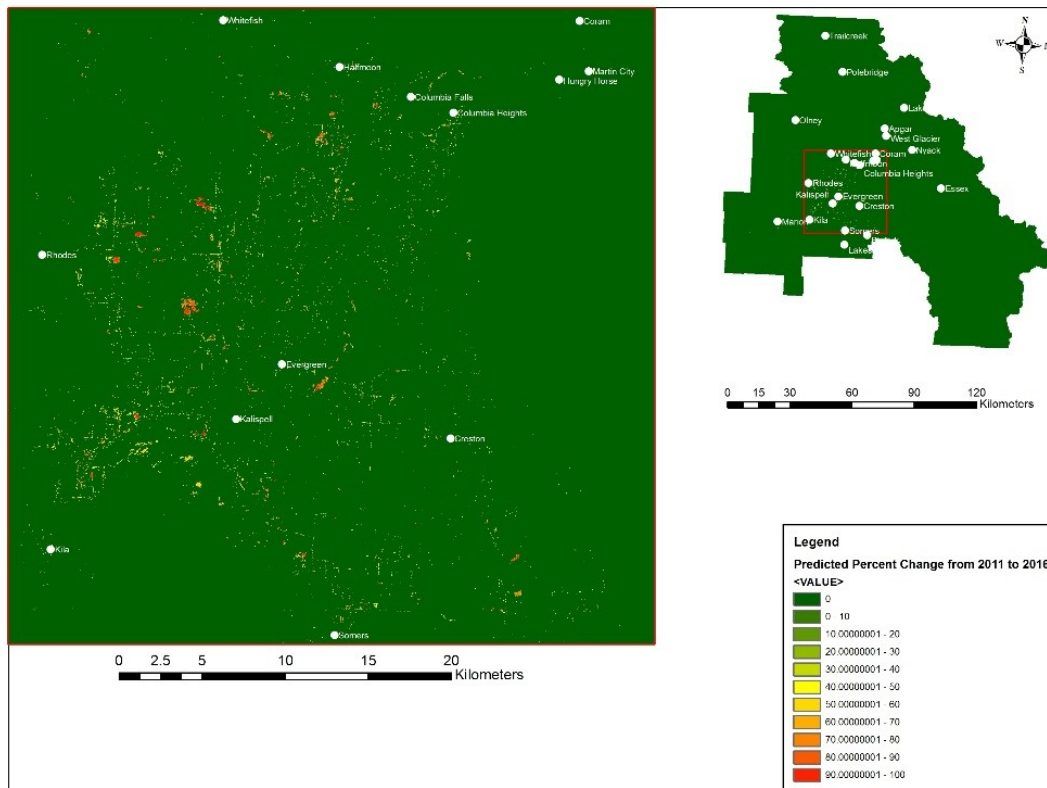 Whitefish
Coram
Halfmoon
Martin City
Hungry Horse
Columbia Falls
Columbia Heights
Rhodes
Evergreen
Kalispell
Creston
Kila
Somers
0 2.5 5 10 15 20
Kilometers
N
W
S
Trailcreek
Polebridge
Lake
Olney
Apgar
West Glacier
Nyack
Whitefish
Coram
Columbia Heights
Rhodes
Essex
Kalispell
Evergreen
Creston
Marion
Kila
Somers
Lakes
0 15 30 60 90 120
Kilometers
Legend
Predicted Percent Change from 2011 to 2016
<VALUE>
0
0 - 10
10.00000001 - 20
20.00000001 - 30
30.00000001 - 40
40.00000001 - 50
50.00000001 - 60
60.00000001 - 70
70.00000001 - 80
80.00000001 - 90
90.00000001 - 100